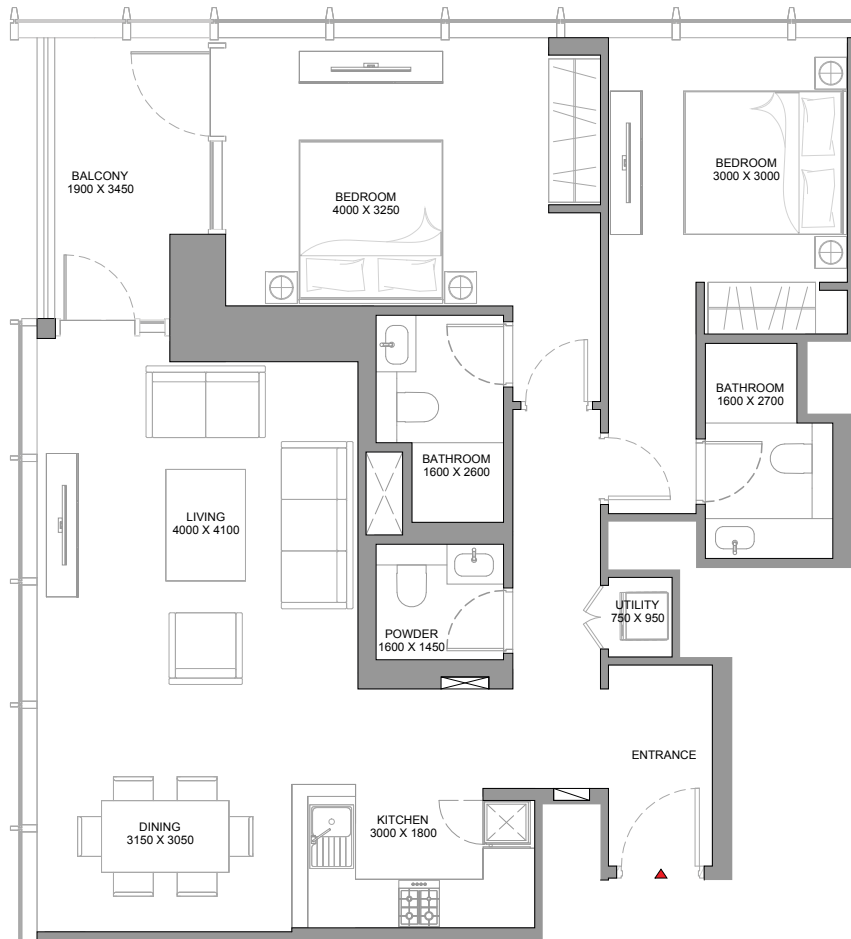 BALCONY
1900 X 3450
BEDROOM
4000 X 3250
BEDROOM
3000 X 3000
BATHROOM
1600 X 2700
BATHROOM
1600 X 2600
LIVING
4000 X 4100
UTILITY
750 X 950
POWDER
1600 X 1450
ENTRANCE
DINING
3150 X 3050
KITCHEN
3000 X 1800